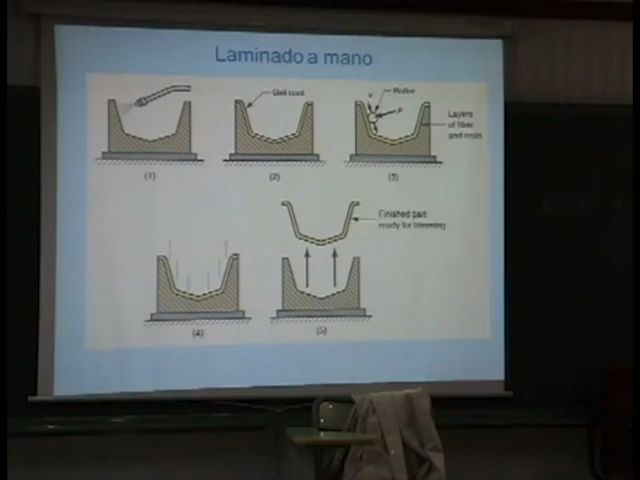 Laminado a mano
Gel coat
Roller
v
F
Layers
of fiber
and resin
(1)
(2)
(3)
Finished part
ready for trimming
(4)
(5)